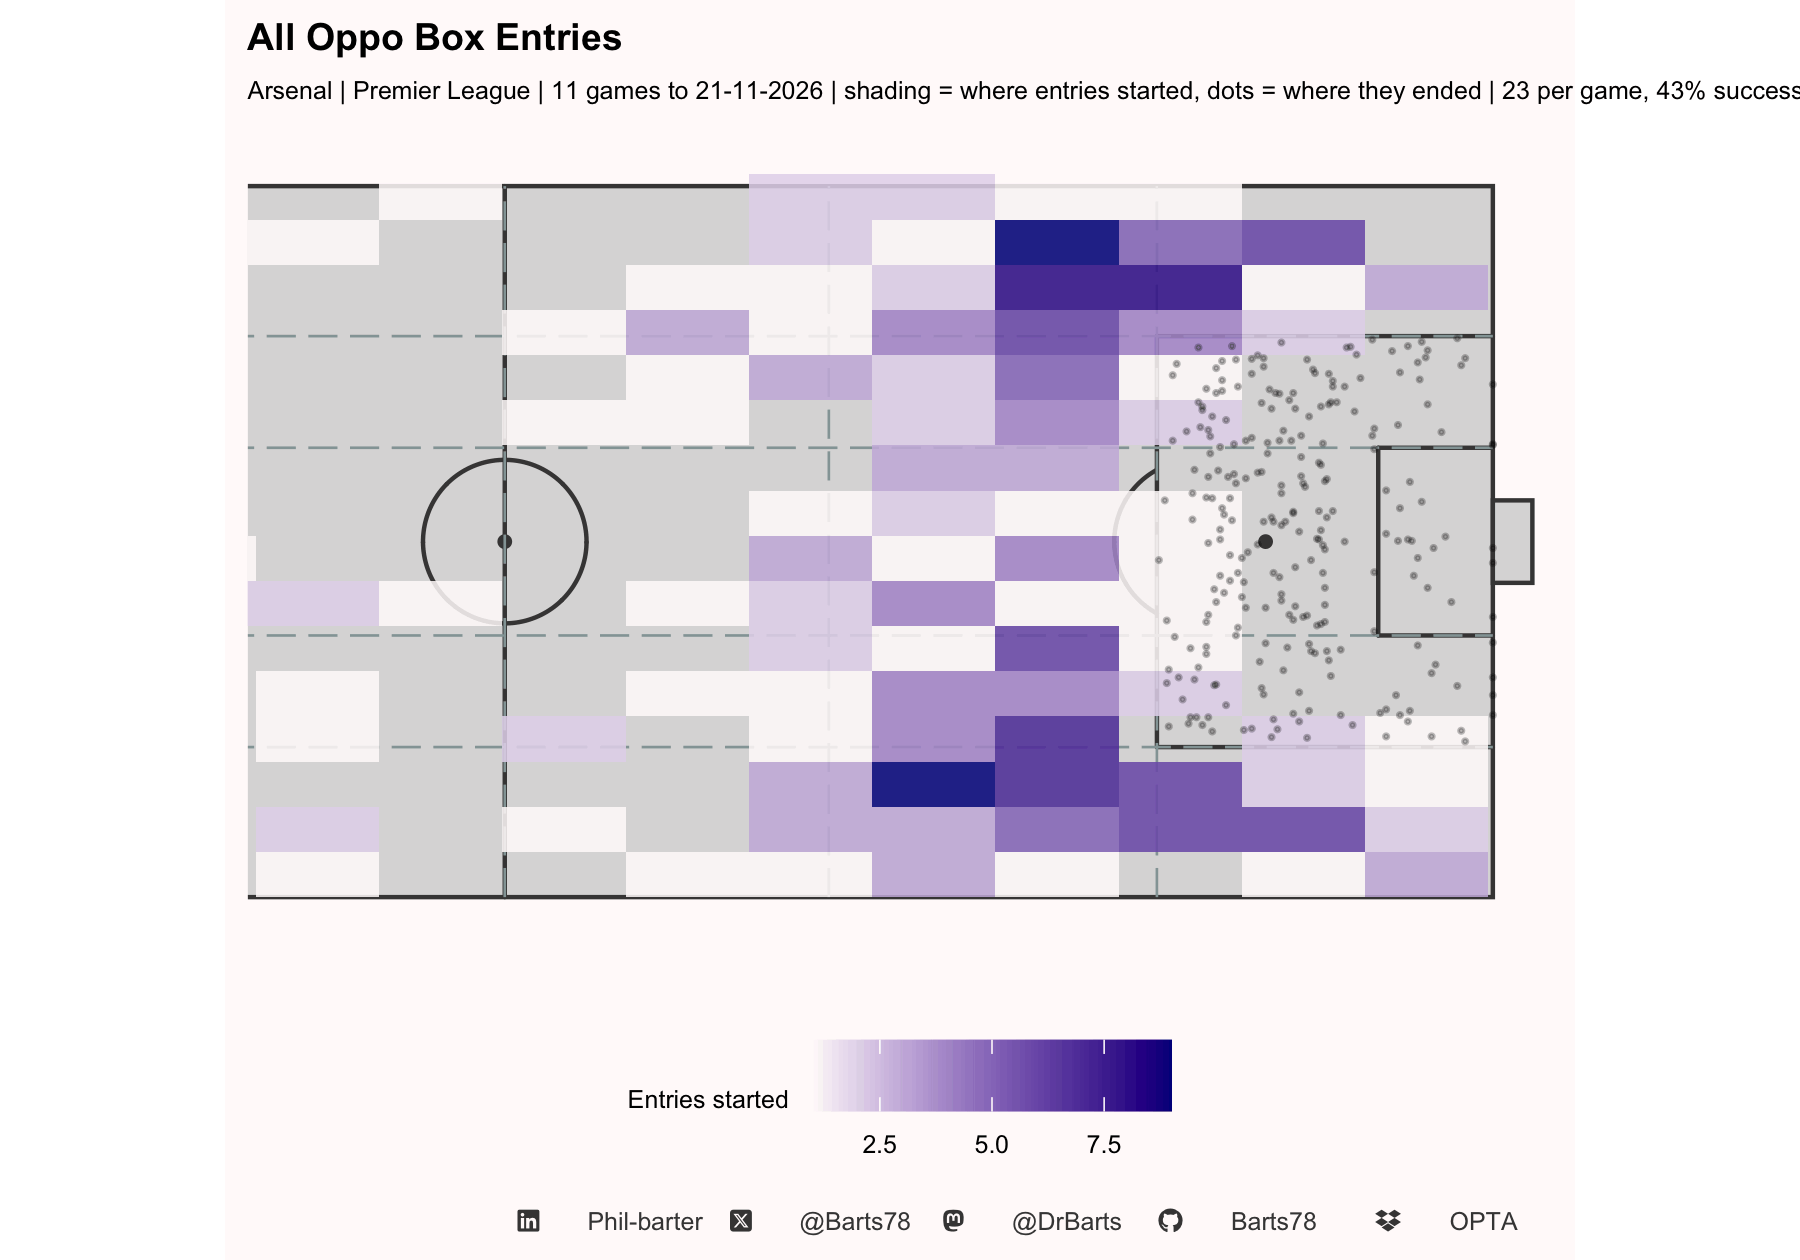 All Oppo Box Entries
Arsenal | Premier League | 11 games to 21-11-2026 | shading = where entries started, dots = where they ended | 23 per game, 43% success
Entries started
2.5 5.0 7.5
Phil-barter @Barts78 @DrBarts Barts78 OPTA